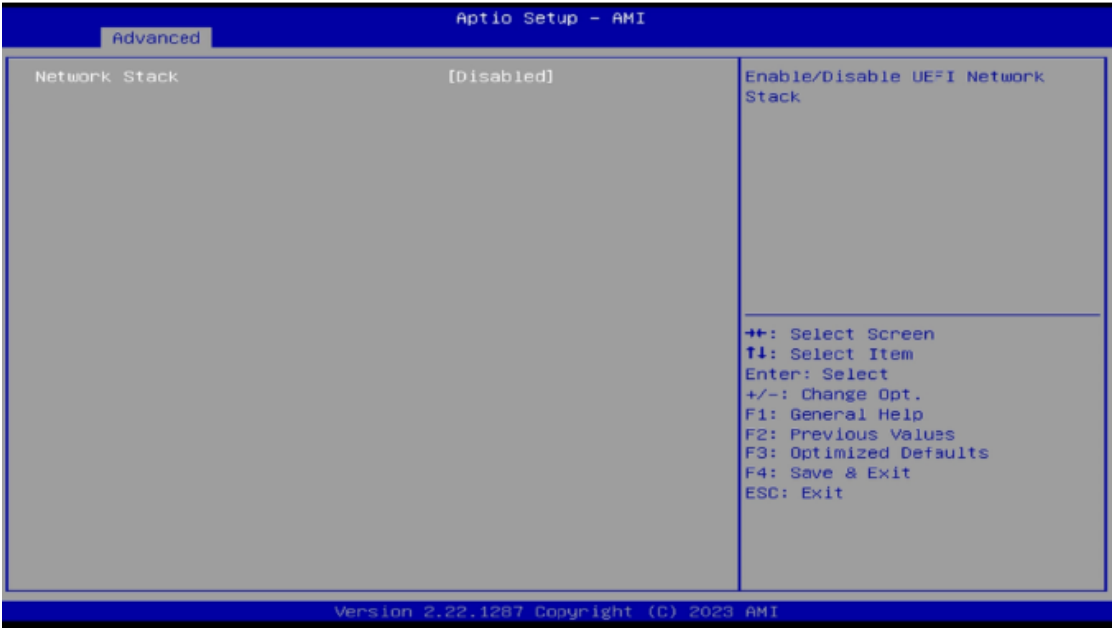 Aptio Setup – AMI
Advanced
Network Stack [Disabled]
Enable/Disable UEFI Network
Stack
→←: Select Screen
↑↓: Select Item
Enter: Select
+/-: Change Opt.
F1: General Help
F2: Previous Values
F3: Optimized Defaults
F4: Save & Exit
ESC: Exit
Version 2.22.1287 Copyright (C) 2023 AMI